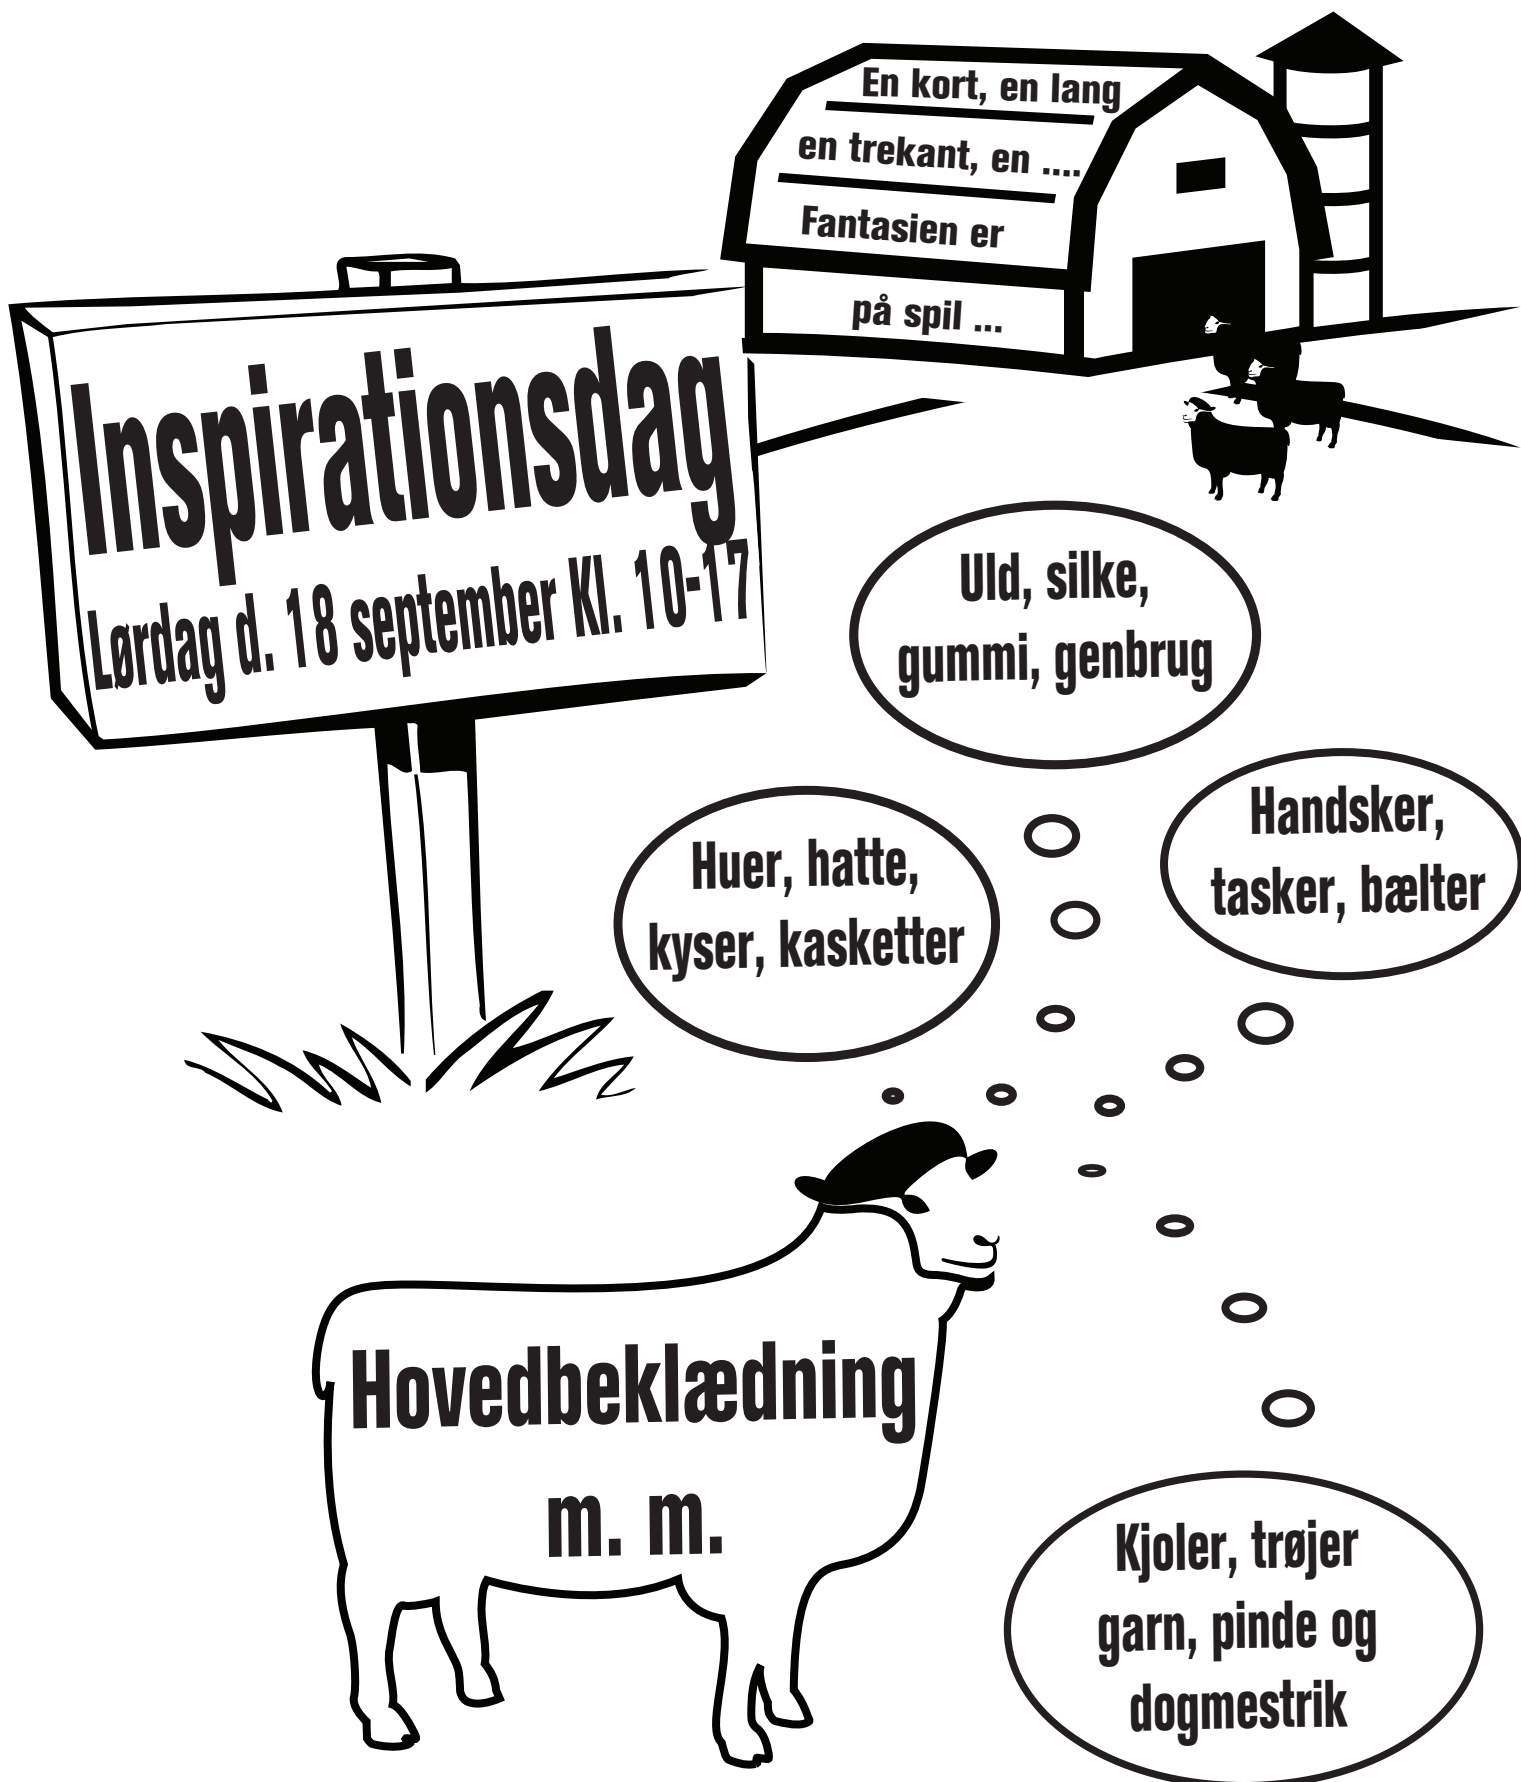 En kort, en lang
en trekant, en ....
Fantasien er
på spil ...
Inspirationsdag
Lørdag d. 18 september Kl. 10-17
Uld, silke,
gummi, genbrug
Handsker,
tasker, bælter
Huer, hatte,
kyser, kasketter
Hovedbeklædning
m. m.
Kjoler, trøjer
garn, pinde og
dogmestrik